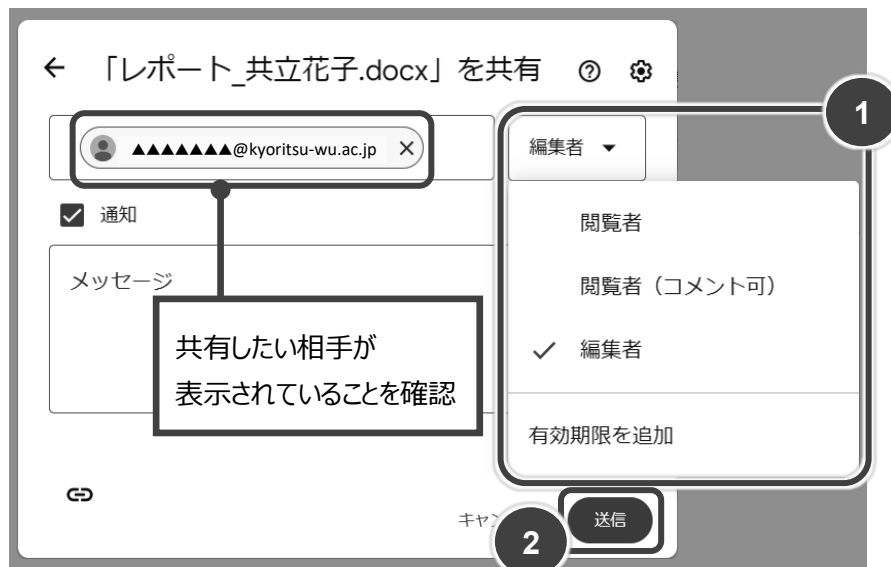 「レポート_共立花子.docx」を共有
1
▲▲▲▲▲▲▲@kyoritsu-wu.ac.jp
編集者
通知
閲覧者
メッセージ
閲覧者（コメント可）
共有したい相手が
表示されていることを確認
編集者
有効期限を追加
キャン
送信
2